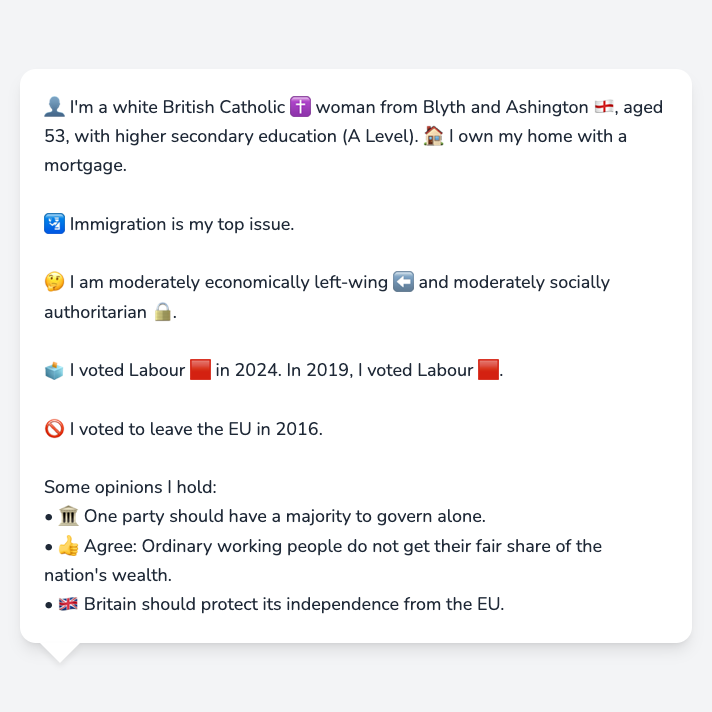 👤 I'm a white British Catholic ✝️ woman from Blyth and Ashington 🏴󠁧󠁢󠁥󠁮󠁧󠁿, aged
53, with higher secondary education (A Level). 🏠 I own my home with a
mortgage.
🛂 Immigration is my top issue.
🤔 I am moderately economically left-wing ⬅️ and moderately socially
authoritarian 🔒.
🗳️ I voted Labour 🟥 in 2024. In 2019, I voted Labour 🟥.
🚫 I voted to leave the EU in 2016.
Some opinions I hold:
• 🏛️ One party should have a majority to govern alone.
• 👍 Agree: Ordinary working people do not get their fair share of the
nation's wealth.
• 🇬🇧 Britain should protect its independence from the EU.